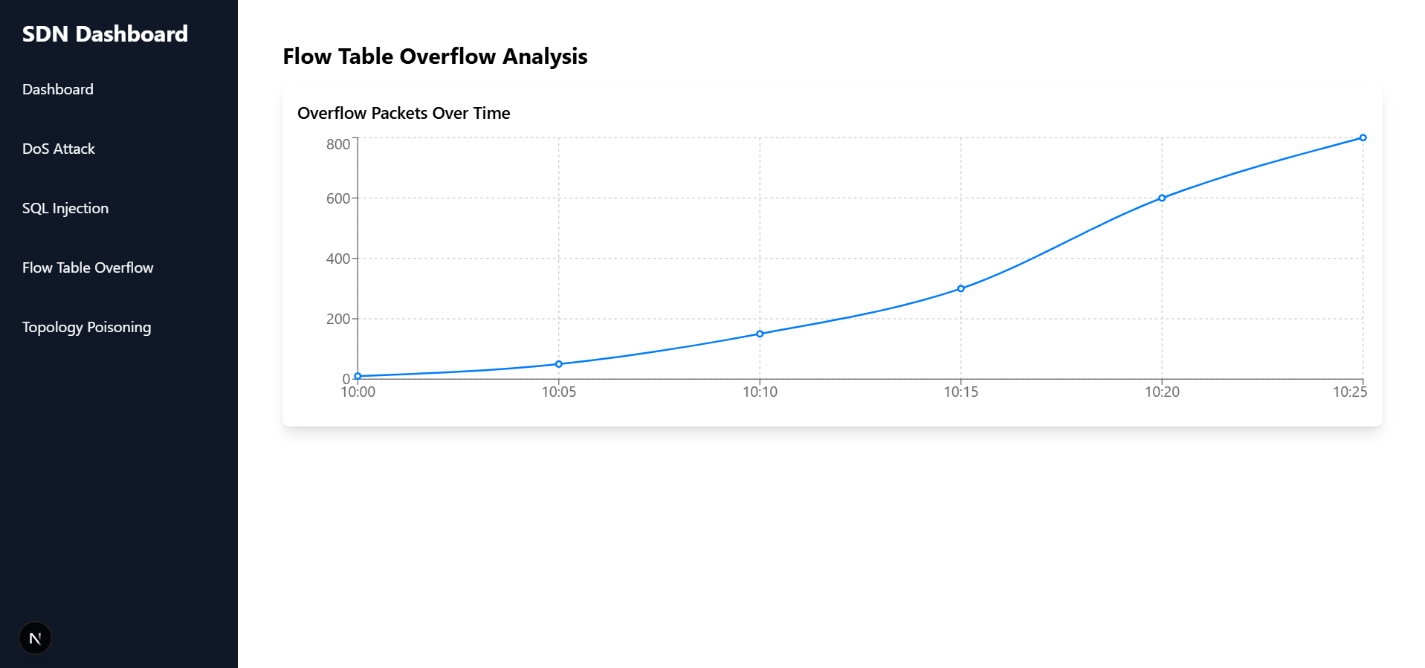 SDN Dashboard
Dashboard
DoS Attack
SQL Injection
Flow Table Overflow
Topology Poisoning
N
Flow Table Overflow Analysis
Overflow Packets Over Time
800
600
400
200
0
10:00 10:05 10:10 10:15 10:20 10:25